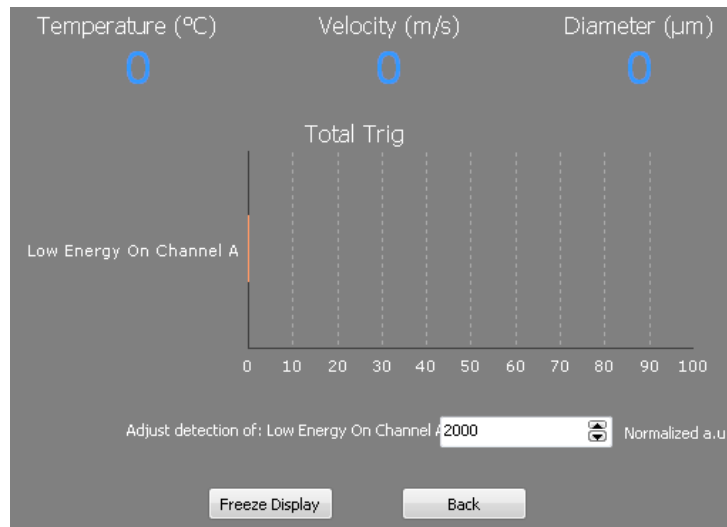 Temperature (ºC) Velocity (m/s) Diameter (µm)
0 0 0
Total Trig
Low Energy On Channel A
0 10 20 30 40 50 60 70 80 90 100
Adjust detection of: Low Energy On Channel A 2000 Normalized a.u
Freeze Display Back